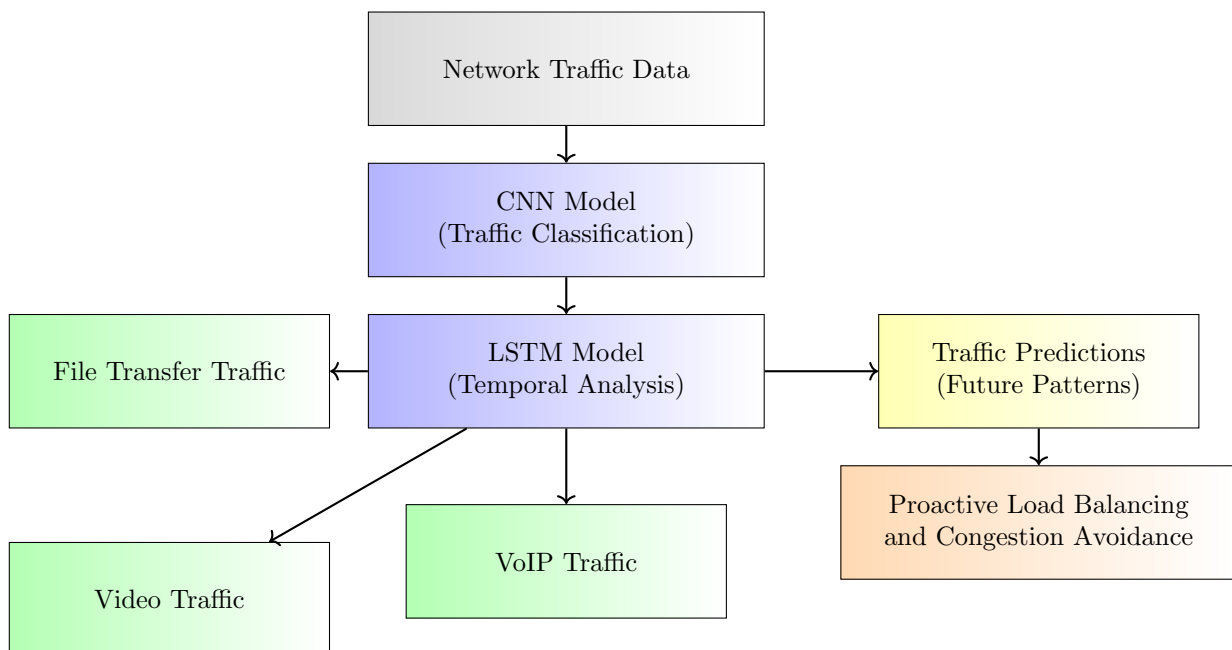 Network Traffic Data
CNN Model
(Traffic Classification)
File Transfer Traffic
LSTM Model
(Temporal Analysis)
Traffic Predictions
(Future Patterns)
Proactive Load Balancing
and Congestion Avoidance
VoIP Traffic
Video Traffic